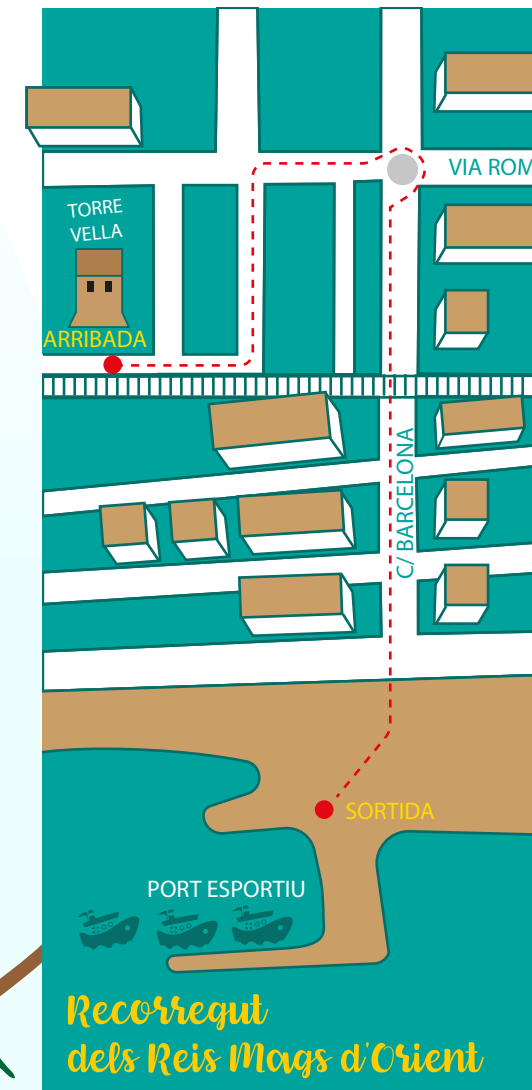 VIA ROM
TORRE
VELLA
ARRIBADA
C/ BARCELONA
SORTIDA
PORT ESPORTIU
Recorregut
dels Reis Mags d'Orient